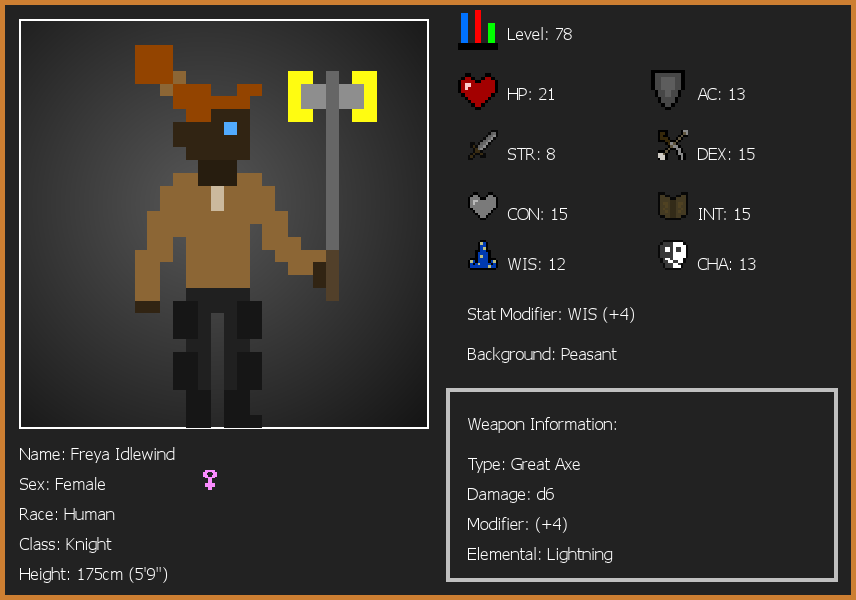 Level: 78
HP: 21
AC: 13
STR: 8
DEX: 15
CON: 15
INT: 15
WIS: 12
CHA: 13
Stat Modifier: WIS (+4)
Background: Peasant
Weapon Information:
Type: Great Axe
Damage: d6
Modifier: (+4)
Elemental: Lightning
Name: Freya Idlewind
Sex: Female
Race: Human
Class: Knight
Height: 175cm (5'9")